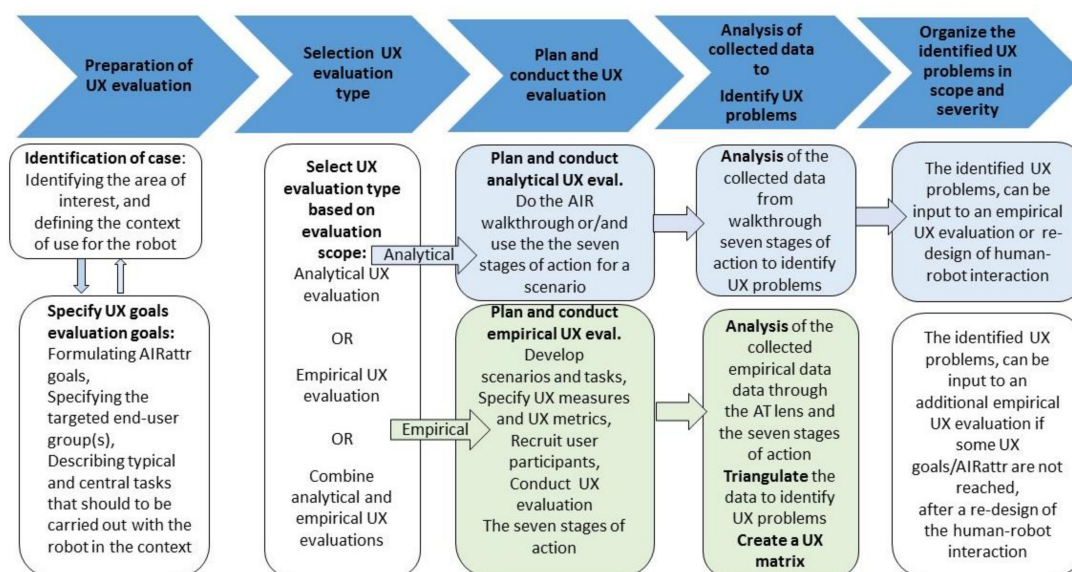 Preparation of
UX evaluation
Selection UX
evaluation
type
Plan and
conduct the UX
evaluation
Analysis of
collected data
to
Identify UX
problems
Organize the
identified UX
problems in
scope and
severity
Identification of case:
Identifying the area of
interest, and
defining the context
of use for the robot
Specify UX goals
evaluation goals:
Formulating AIRattr
goals,
Specifying the
targeted end-user
group(s),
Describing typical
and central tasks
that should to be
carried out with the
robot in the context
Select UX
evaluation type
based on
evaluation
scope:
Analytical UX
evaluation
OR
Empirical UX
evaluation
OR
Combine
analytical and
empirical UX
evaluations
Analytical
Empirical
Plan and conduct
analytical UX eval.
Do the AIR
walkthrough or/and
use the the seven
stages of action for a
scenario
Plan and conduct
empirical UX eval.
Develop
scenarios and tasks,
Specify UX measures
and UX metrics,
Recruit user
participants,
Conduct UX
evaluation
The seven stages of
action
Analysis of the
collected data
from
walkthrough
seven stages of
action to identify
UX problems
Analysis of the
collected
empirical data
data through
the AT lens and
the seven stages
of action
Triangulate the
data to identify
UX problems
Create a UX
matrix
The identified UX
problems, can be
input to an empirical
UX evaluation or re-
design of human-
robot interaction
The identified UX
problems, can be
input to an
additional empirical
UX evaluation if
some UX
goals/AIRattr are not
reached,
after a re-design of
the human-robot
interaction